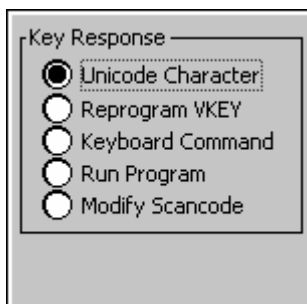 Key Response
Unicode Character
Reprogram VKEY
Keyboard Command
Run Program
Modify Scancode